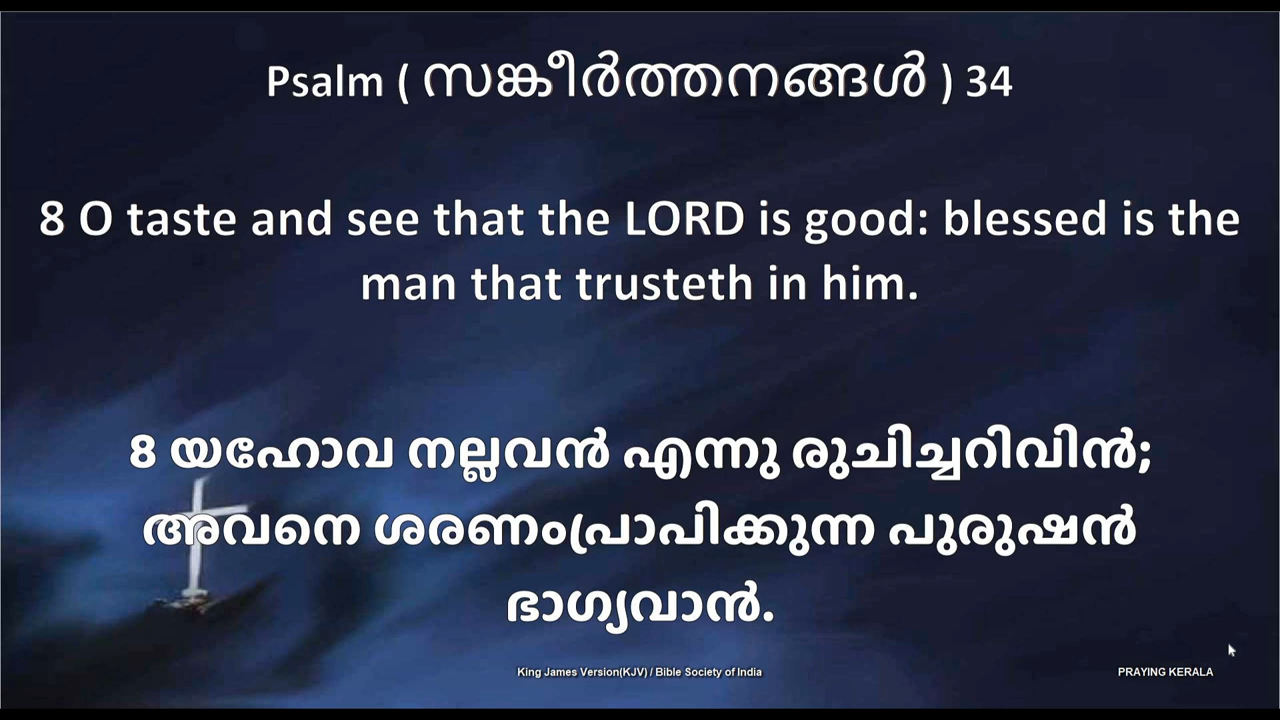 Psalm ( സങ്കീർത്തനങ്ങൾ ) 34
8 O taste and see that the LORD is good: blessed is the
man that trusteth in him.
8 യഹോവ നല്ലവൻ എന്നു രുചിച്ചറിവിൻ;
അവനെ ശരണംപ്രാപിക്കുന്ന പുരുഷൻ
ഭാഗ്യവാൻ.
King James Version(KJV) / Bible Society of India
PRAYING KERALA